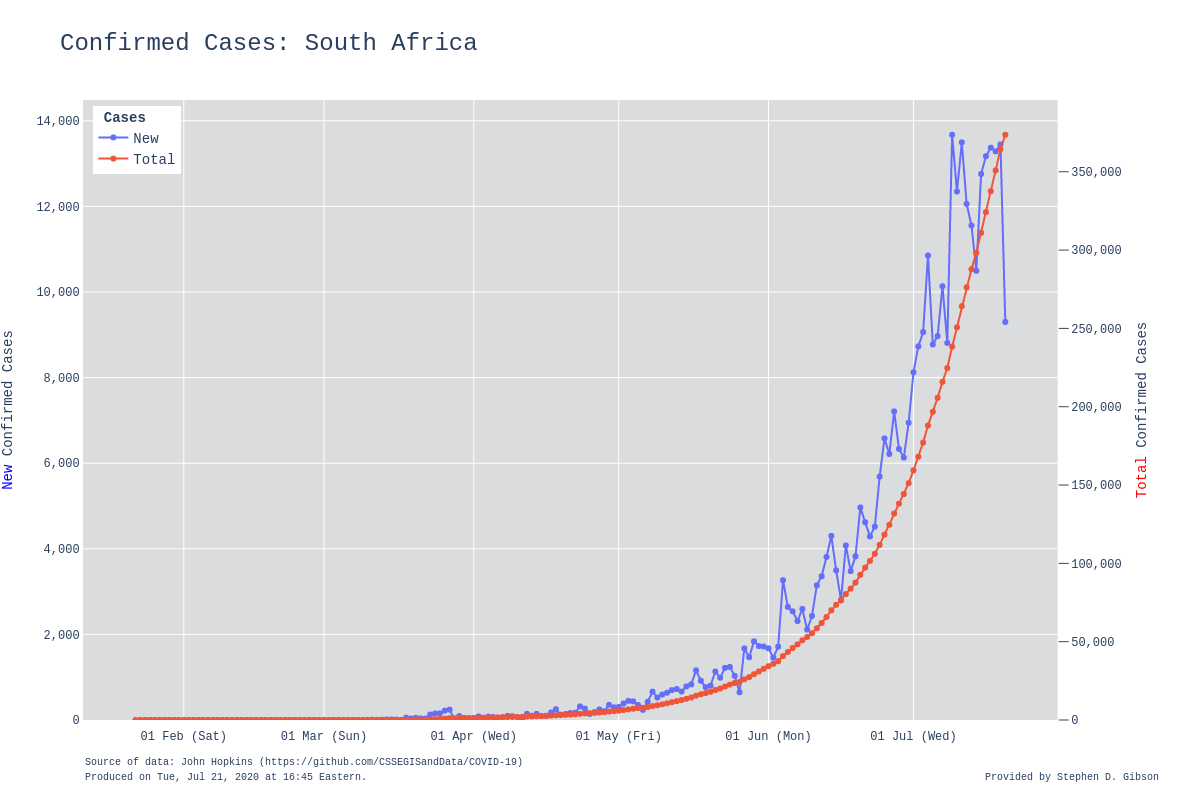 Confirmed Cases: South Africa
Cases
New
Total
14,000
12,000
10,000
8,000
6,000
4,000
2,000
0
New Confirmed Cases
350,000
300,000
250,000
200,000
150,000
100,000
50,000
0
Total Confirmed Cases
01 Feb (Sat)
01 Mar (Sun)
01 Apr (Wed)
01 May (Fri)
01 Jun (Mon)
01 Jul (Wed)
Source of data: John Hopkins (https://github.com/CSSEGISandData/COVID-19)
Produced on Tue, Jul 21, 2020 at 16:45 Eastern.
Provided by Stephen D. Gibson